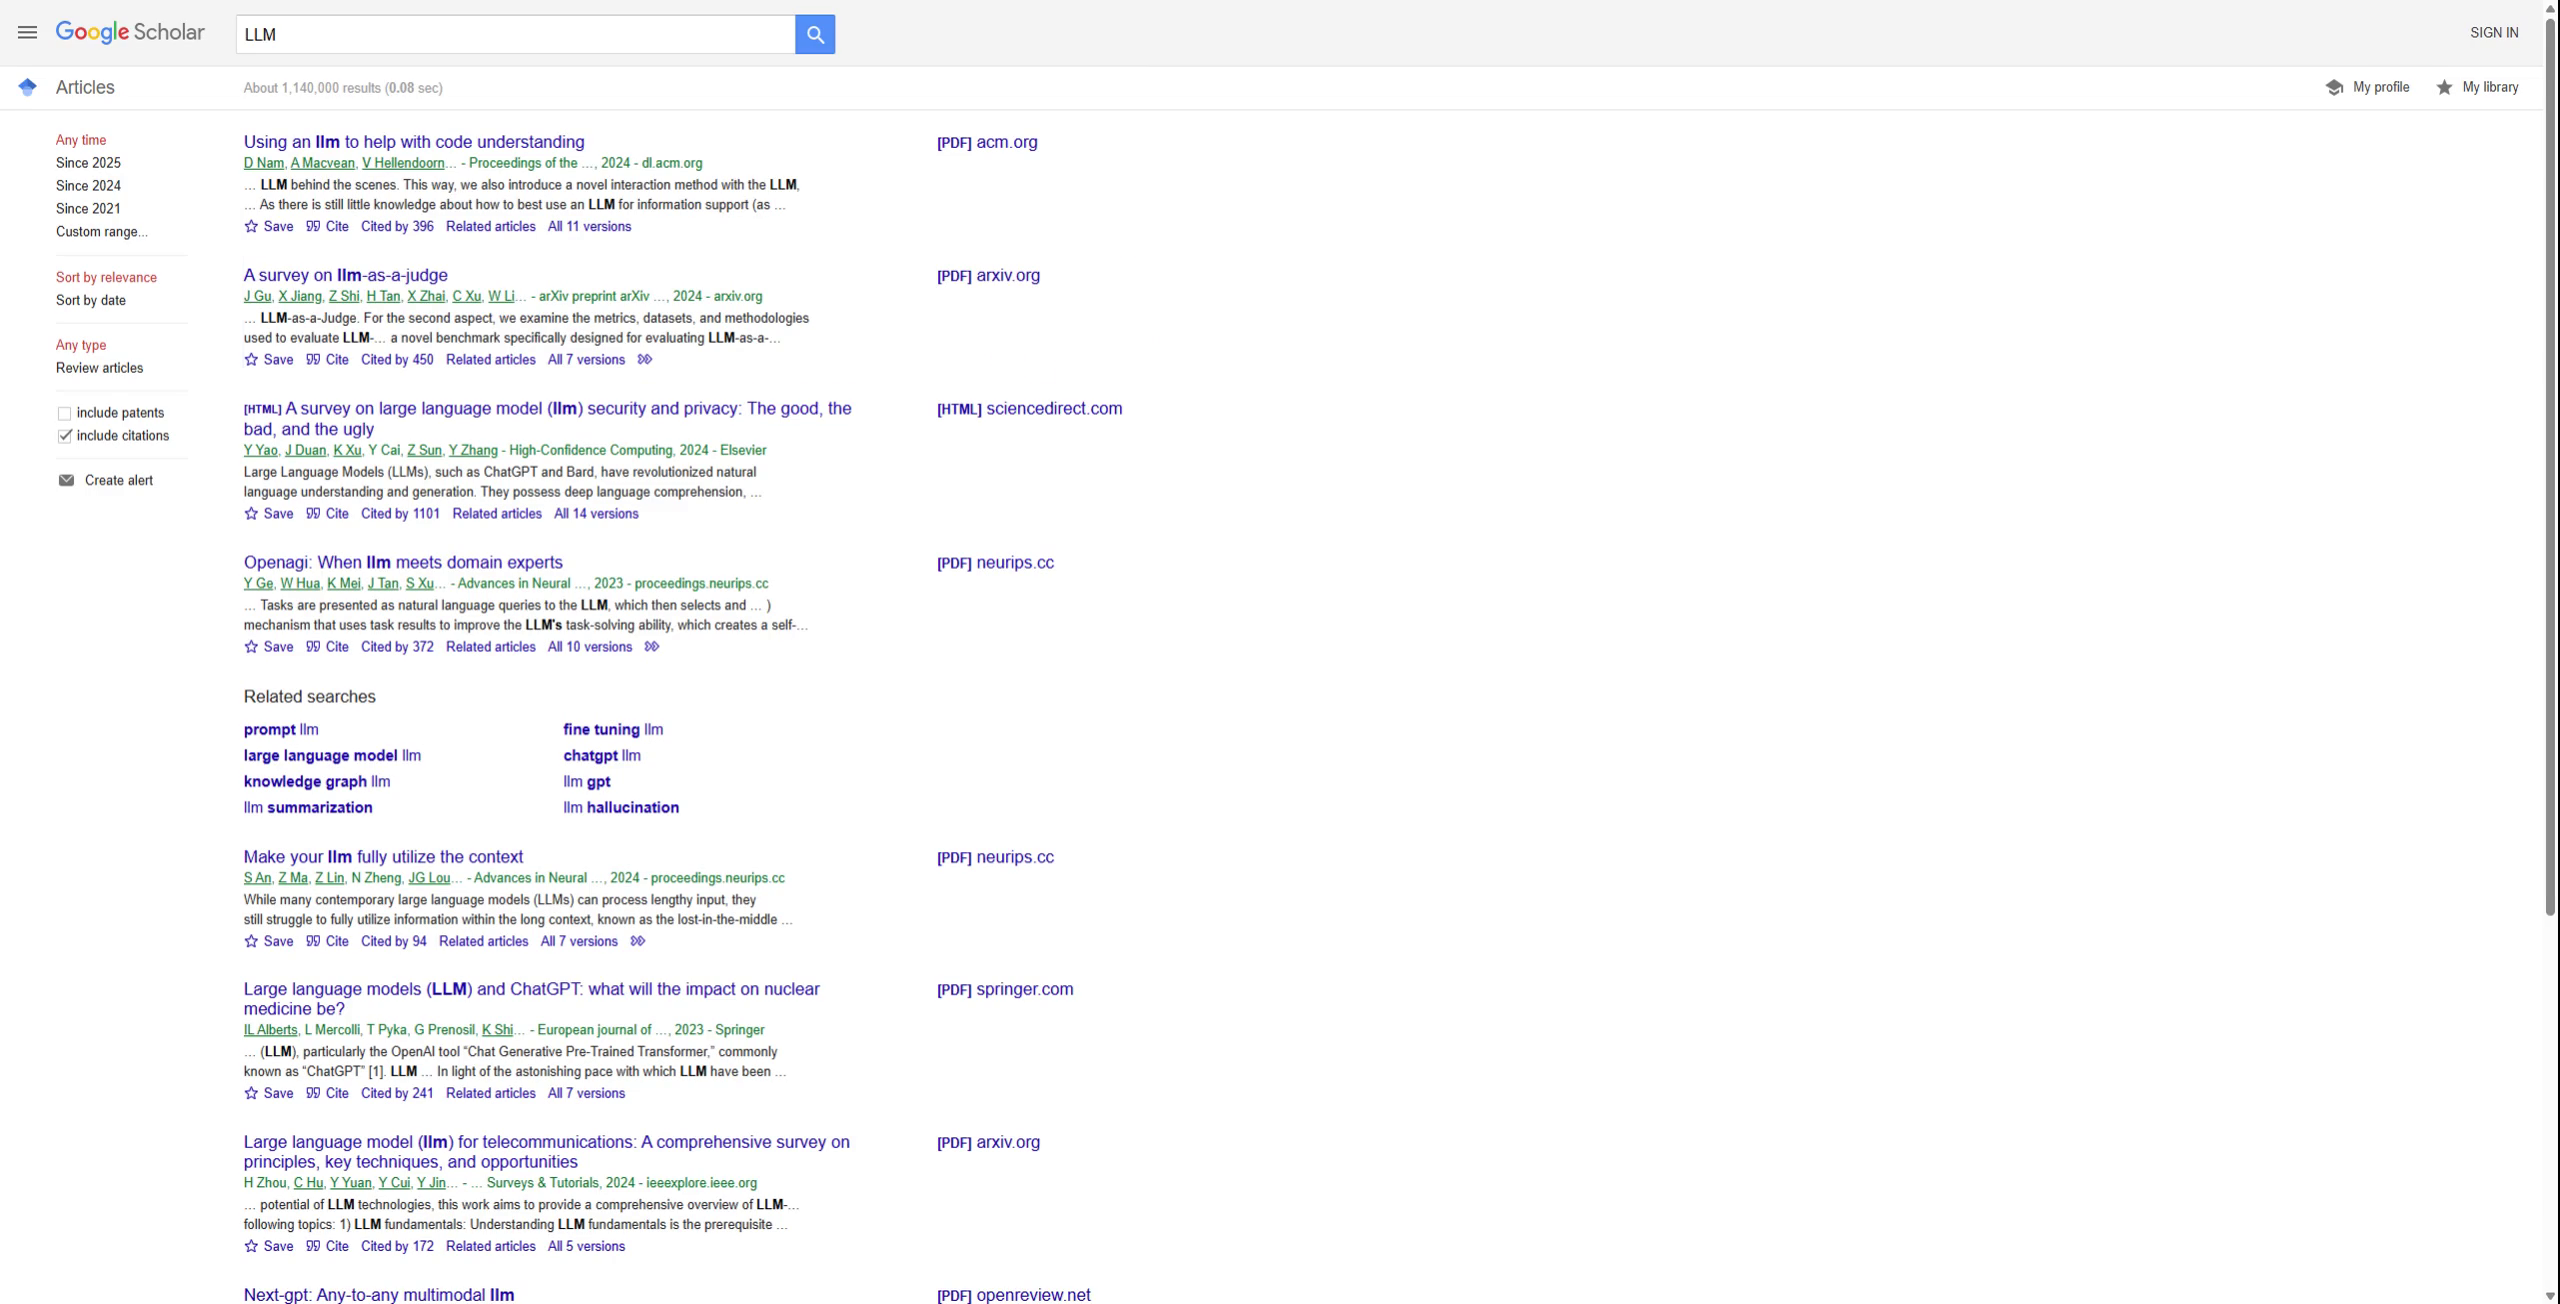 Google Scholar
LLM
SIGN IN
Articles
About 1,140,000 results (0.08 sec)
My profile
My library
Any time
Since 2025
Since 2024
Since 2021
Custom range...
Sort by relevance
Sort by date
Any type
Review articles
include patents
include citations
Create alert
Using an llm to help with code understanding
D Nam, A Macvean, V Hellendoorn… - Proceedings of the …, 2024 - dl.acm.org
… LLM behind the scenes. This way, we also introduce a novel interaction method with the LLM,
… As there is still little knowledge about how to best use an LLM for information support (as …
Save Cite Cited by 396 Related articles All 11 versions
[PDF] acm.org
A survey on llm-as-a-judge
J Gu, X Jiang, Z Shi, H Tan, X Zhai, C Xu, W Li… - arXiv preprint arXiv …, 2024 - arxiv.org
… LLM-as-a-Judge. For the second aspect, we examine the metrics, datasets, and methodologies
used to evaluate LLM-… a novel benchmark specifically designed for evaluating LLM-as-a-…
Save Cite Cited by 450 Related articles All 7 versions
[PDF] arxiv.org
[HTML] A survey on large language model (llm) security and privacy: The good, the
bad, and the ugly
Y Yao, J Duan, K Xu, Y Cai, Z Sun, Y Zhang - High-Confidence Computing, 2024 - Elsevier
Large Language Models (LLMs), such as ChatGPT and Bard, have revolutionized natural
language understanding and generation. They possess deep language comprehension, …
Save Cite Cited by 1101 Related articles All 14 versions
[HTML] sciencedirect.com
Openagi: When llm meets domain experts
Y Ge, W Hua, K Mei, J Tan, S Xu… - Advances in Neural …, 2023 - proceedings.neurips.cc
… Tasks are presented as natural language queries to the LLM, which then selects and … )
mechanism that uses task results to improve the LLM's task-solving ability, which creates a self-…
Save Cite Cited by 372 Related articles All 10 versions
[PDF] neurips.cc
Related searches
prompt llm
fine tuning llm
large language model llm
chatgpt llm
knowledge graph llm
llm gpt
llm summarization
llm hallucination
Make your llm fully utilize the context
S An, Z Ma, Z Lin, N Zheng, JG Lou… - Advances in Neural …, 2024 - proceedings.neurips.cc
While many contemporary large language models (LLMs) can process lengthy input, they
still struggle to fully utilize information within the long context, known as the lost-in-the-middle …
Save Cite Cited by 94 Related articles All 7 versions
[PDF] neurips.cc
Large language models (LLM) and ChatGPT: what will the impact on nuclear
medicine be?
IL Alberts, L Mercolli, T Pyka, G Prenosil, K Shi… - European journal of …, 2023 - Springer
… (LLM), particularly the OpenAI tool “Chat Generative Pre-Trained Transformer,” commonly
known as “ChatGPT” [1]. LLM … In light of the astonishing pace with which LLM have been …
Save Cite Cited by 241 Related articles All 7 versions
[PDF] springer.com
Large language model (llm) for telecommunications: A comprehensive survey on
principles, key techniques, and opportunities
H Zhou, C Hu, Y Yuan, Y Cui, Y Jin… - … Surveys & Tutorials, 2024 - ieeexplore.ieee.org
… potential of LLM technologies, this work aims to provide a comprehensive overview of LLM-…
following topics: 1) LLM fundamentals: Understanding LLM fundamentals is the prerequisite …
Save Cite Cited by 172 Related articles All 5 versions
[PDF] arxiv.org
Next-gpt: Any-to-any multimodal llm
[PDF] openreview.net